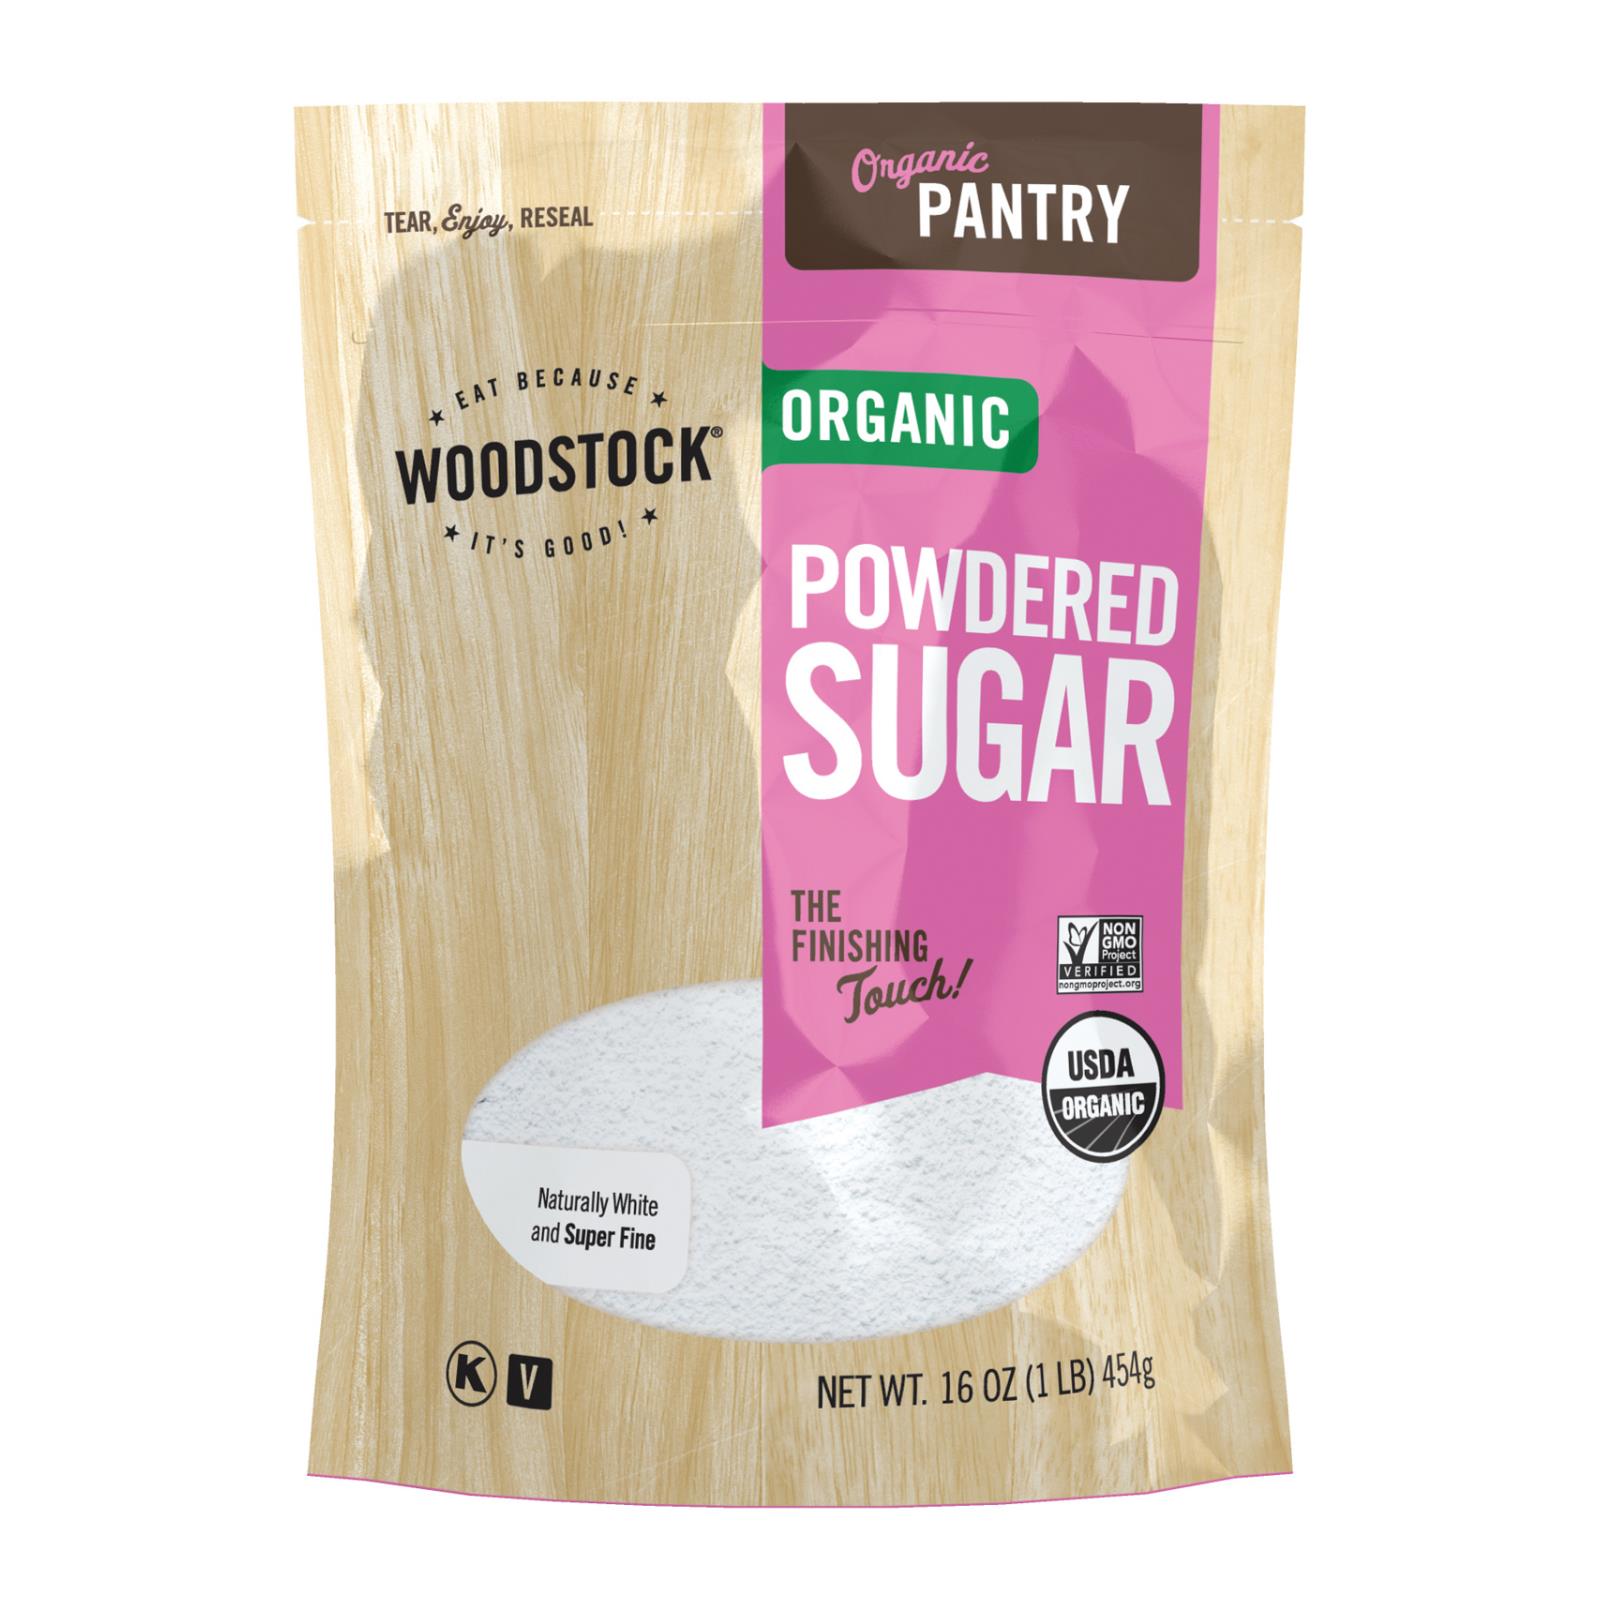 Organic
PANTRY
TEAR, Enjoy, RESEAL
★ EAT BECAUSE ★
WOODSTOCK®
★ IT'S GOOD! ★
ORGANIC
POWDERED
SUGAR
THE
FINISHING
Touch!
NON
GMO
Project
VERIFIED
nongmoproject.org
USDA
ORGANIC
Naturally White
and Super Fine
K
V
NET WT. 16 OZ (1 LB) 454g